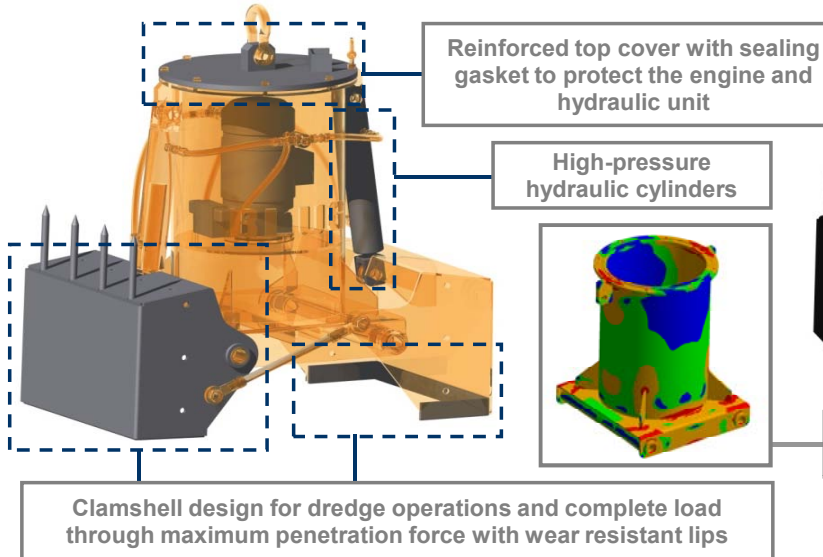 Reinforced top cover with sealing
gasket to protect the engine and
hydraulic unit
High-pressure
hydraulic cylinders
Clamshell design for dredge operations and complete load
through maximum penetration force with wear resistant lips